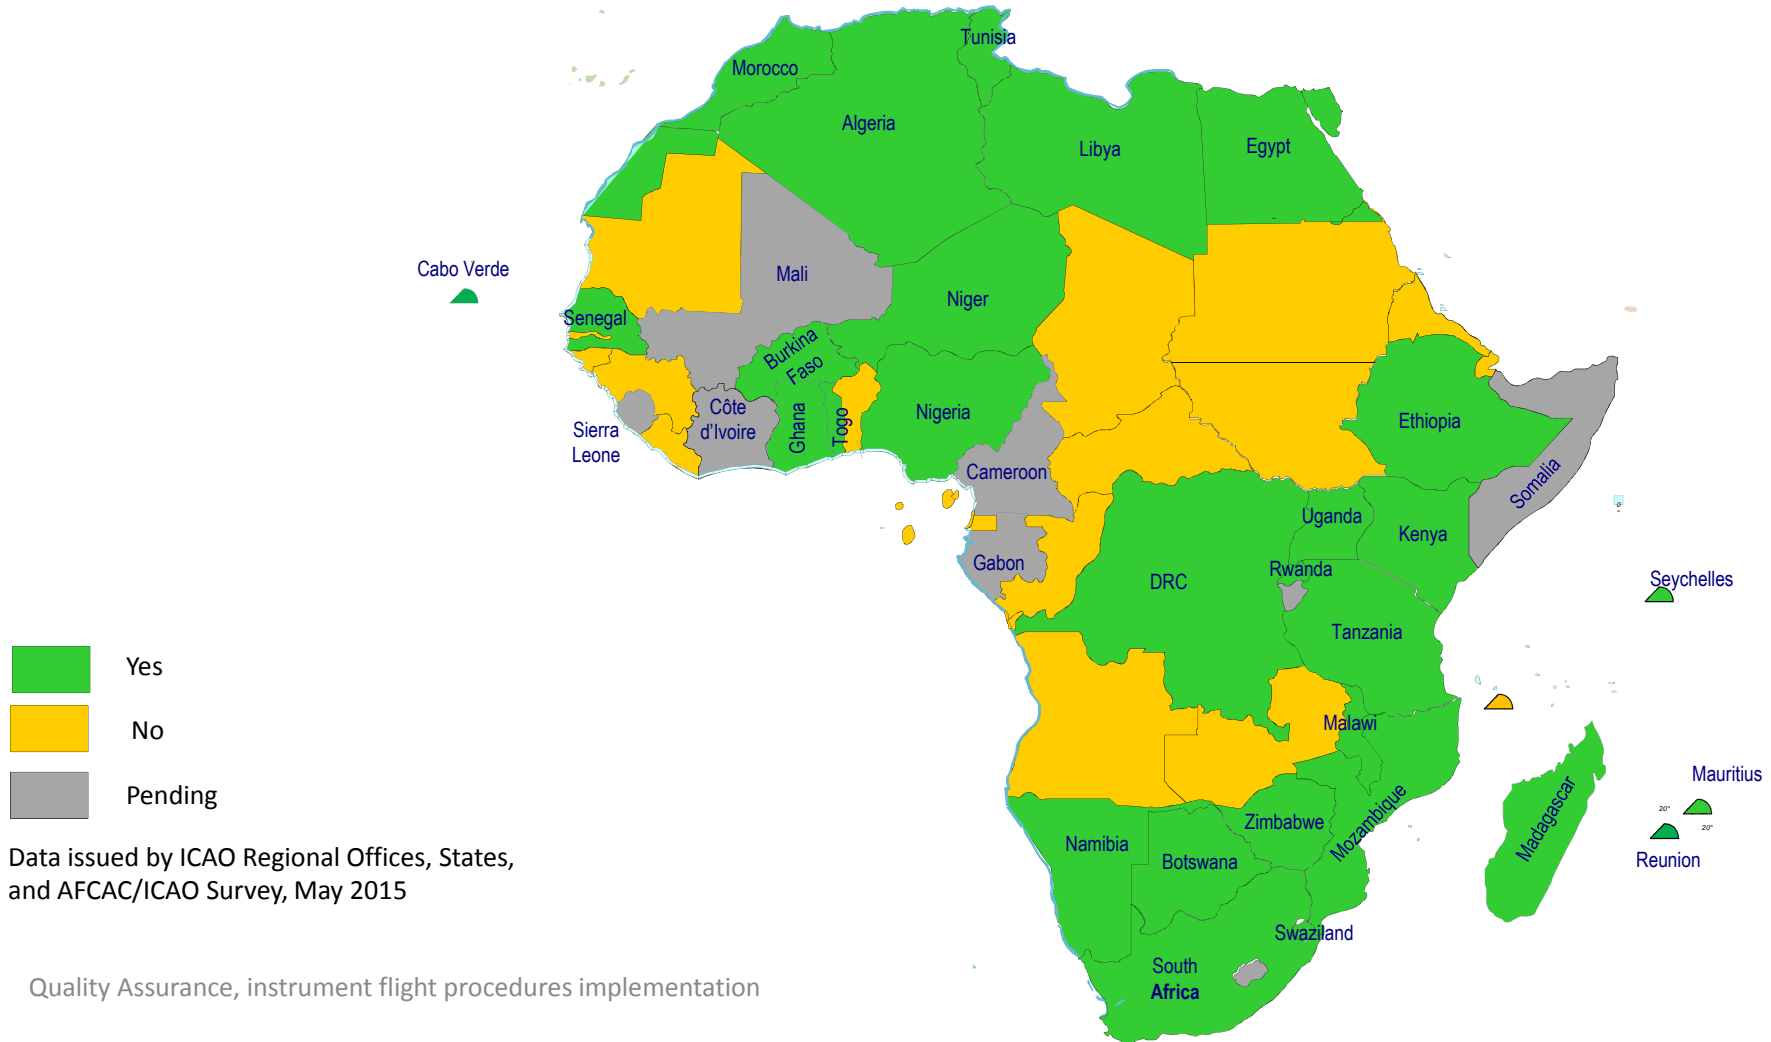 Tunisia
Morocco
Algeria
Libya
Egypt
Cabo Verde
Mali
Niger
Senegal
Burkina
Faso
Nigeria
Côte
d'Ivoire
Ghana
Togo
Sierra
Leone
Ethiopia
Cameroon
Somalia
0
Uganda
Kenya
Gabon
Rwanda
DRC
Seychelles
Tanzania
Yes
No
Malawi
Pending
Mauritius
20°
20°
Madagascar
Mozambique
Zimbabwe
Namibia
Botswana
Reunion
Data issued by ICAO Regional Offices, States,
and AFCAC/ICAO Survey, May 2015
Swaziland
South
Africa
Quality Assurance, instrument flight procedures implementation